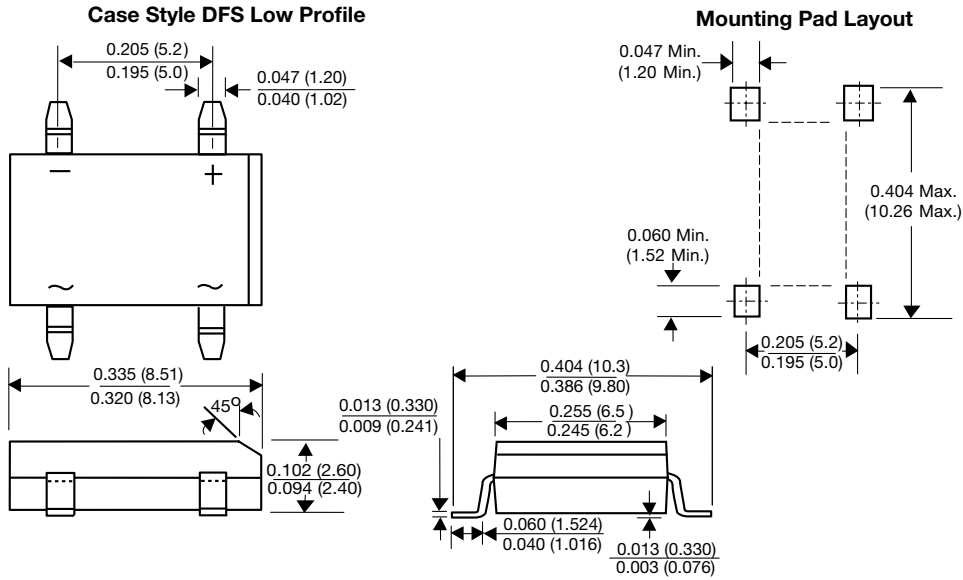 Case Style DFS Low Profile
Mounting Pad Layout
0.205 (5.2)
0.195 (5.0)
0.047 (1.20)
0.040 (1.02)
0.047 Min.
(1.20 Min.)
− +
0.404 Max.
(10.26 Max.)
0.060 Min.
(1.52 Min.)
~ ~
0.205 (5.2)
0.195 (5.0)
0.335 (8.51)
0.320 (8.13)
45o
0.102 (2.60)
0.094 (2.40)
0.404 (10.3)
0.386 (9.80)
0.013 (0.330)
0.009 (0.241)
0.255 (6.5)
0.245 (6.2 )
0.060 (1.524)
0.040 (1.016)
0.013 (0.330)
0.003 (0.076)